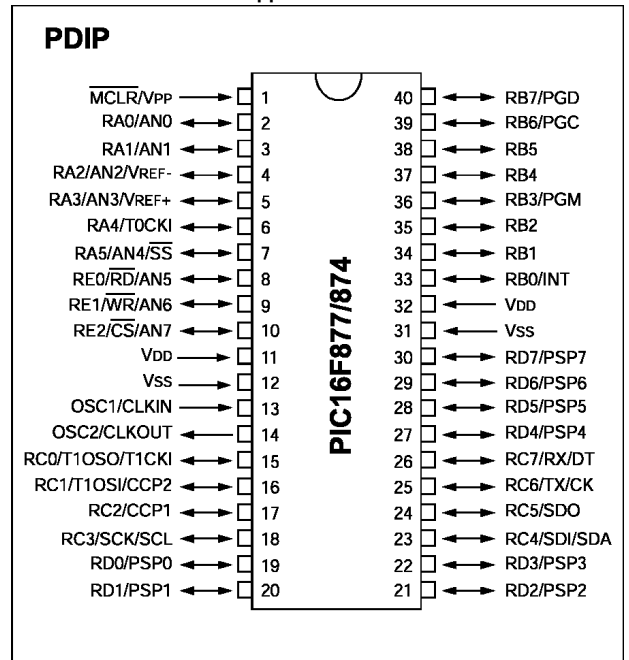 PDIP
MCLR/VPP 1 40 RB7/PGD
RA0/AN0 2 39 RB6/PGC
RA1/AN1 3 38 RB5
RA2/AN2/VREF- 4 37 RB4
RA3/AN3/VREF+ 5 36 RB3/PGM
RA4/T0CKI 6 35 RB2
RA5/AN4/SS 7 34 RB1
RE0/RD/AN5 8 33 RB0/INT
RE1/WR/AN6 9 32 VDD
RE2/CS/AN7 10 31 VSS
VDD 11 30 RD7/PSP7
VSS 12 29 RD6/PSP6
OSC1/CLKIN 13 28 RD5/PSP5
OSC2/CLKOUT 14 27 RD4/PSP4
RC0/T1OSO/T1CKI 15 26 RC7/RX/DT
RC1/T1OSI/CCP2 16 25 RC6/TX/CK
RC2/CCP1 17 24 RC5/SDO
RC3/SCK/SCL 18 23 RC4/SDI/SDA
RD0/PSP0 19 22 RD3/PSP3
RD1/PSP1 20 21 RD2/PSP2
PIC16F877/874